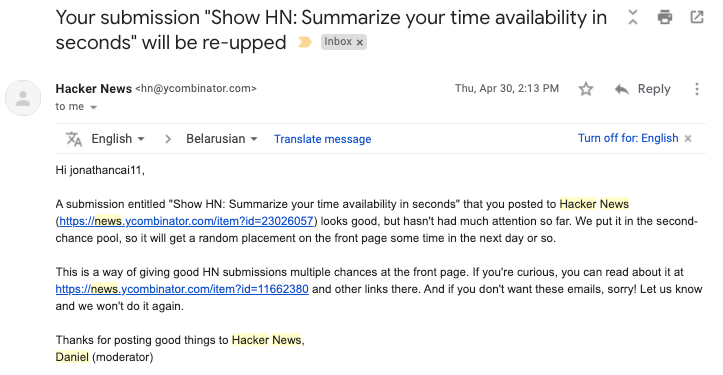 Your submission "Show HN: Summarize your time availability in
seconds" will be re-upped Inbox ×
Hacker News <hn@ycombinator.com> Thu, Apr 30, 2:13 PM Reply
to me
English > Belarusian Translate message Turn off for: English ×
Hi jonathancai11,
A submission entitled "Show HN: Summarize your time availability in seconds" that you posted to Hacker News
(https://news.ycombinator.com/item?id=23026057) looks good, but hasn't had much attention so far. We put it in the second-
chance pool, so it will get a random placement on the front page some time in the next day or so.
This is a way of giving good HN submissions multiple chances at the front page. If you're curious, you can read about it at
https://news.ycombinator.com/item?id=11662380 and other links there. And if you don't want these emails, sorry! Let us know
and we won't do it again.
Thanks for posting good things to Hacker News,
Daniel (moderator)